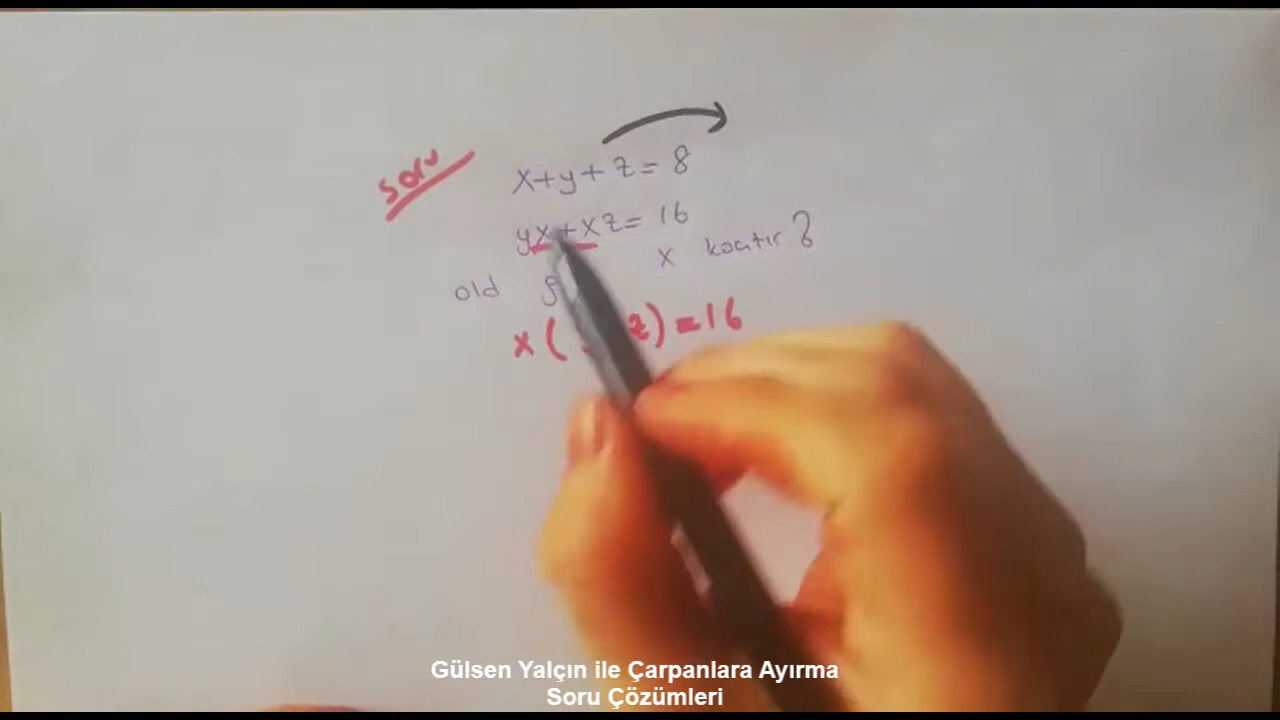 Soru
x+y+z=8
yx+xz=16
x kaçtır?
old
x( z)=16
Gülsen Yalçın ile Çarpanlara Ayırma
Soru Çözümleri